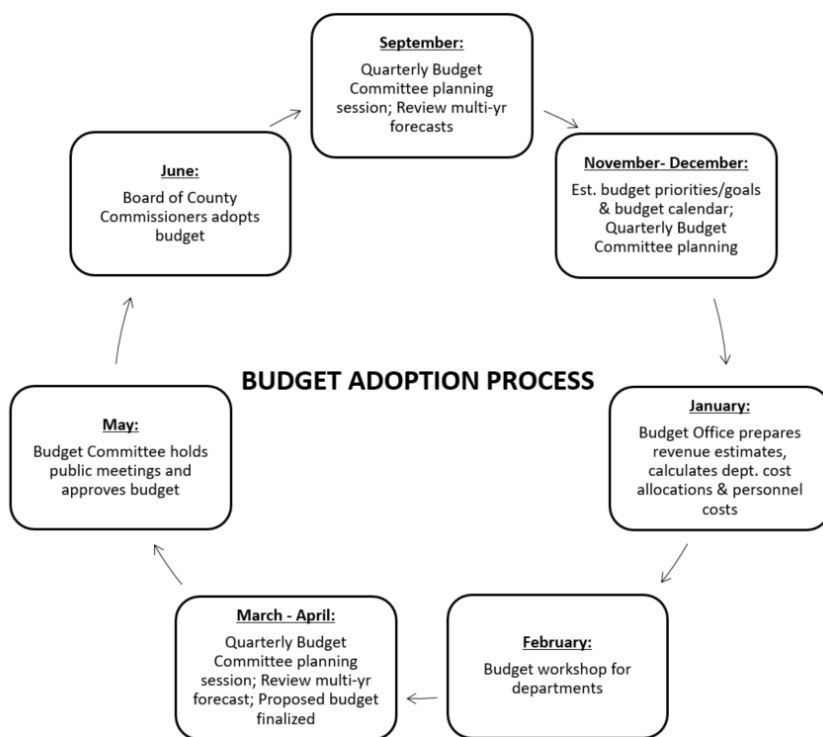 September:
Quarterly Budget
Committee planning
session; Review multi-yr
forecasts
November- December:
Est. budget priorities/goals
& budget calendar;
Quarterly Budget
Committee planning
January:
Budget Office prepares
revenue estimates,
calculates dept. cost
allocations & personnel
costs
February:
Budget workshop for
departments
March - April:
Quarterly Budget
Committee planning
session; Review multi-yr
forecast; Proposed budget
finalized
May:
Budget Committee holds
public meetings and
approves budget
June:
Board of County
Commissioners adopts
budget
BUDGET ADOPTION PROCESS